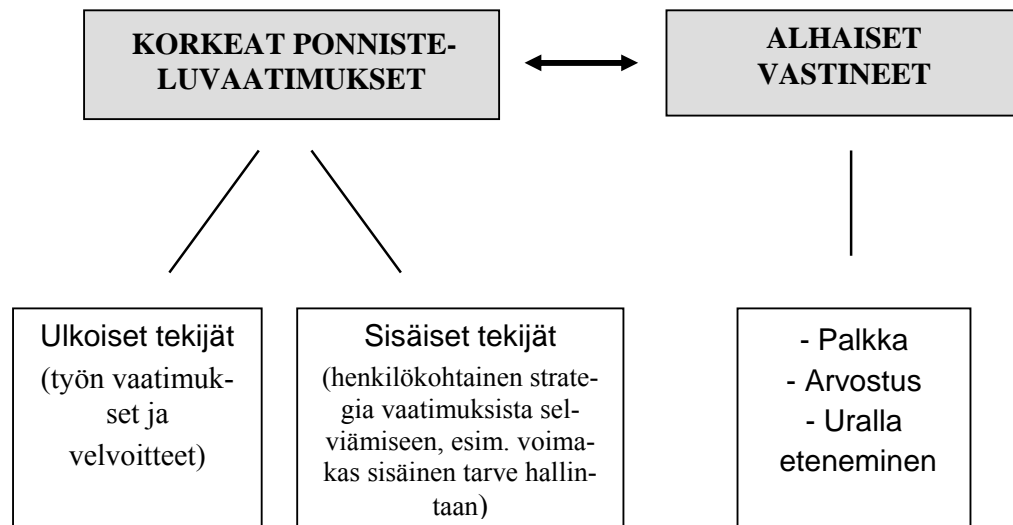 KORKEAT PONNISTE-
LUVAATIMUKSET
ALHAISET
VASTINEET
Ulkoiset tekijät
(työn vaatimuk-
set ja
velvoitteet)
Sisäiset tekijät
(henkilökohtainen strate-
gia vaatimuksista sel-
viämiseen, esim. voima-
kas sisäinen tarve hallin-
taan)
- Palkka
- Arvostus
- Uralla
eteneminen